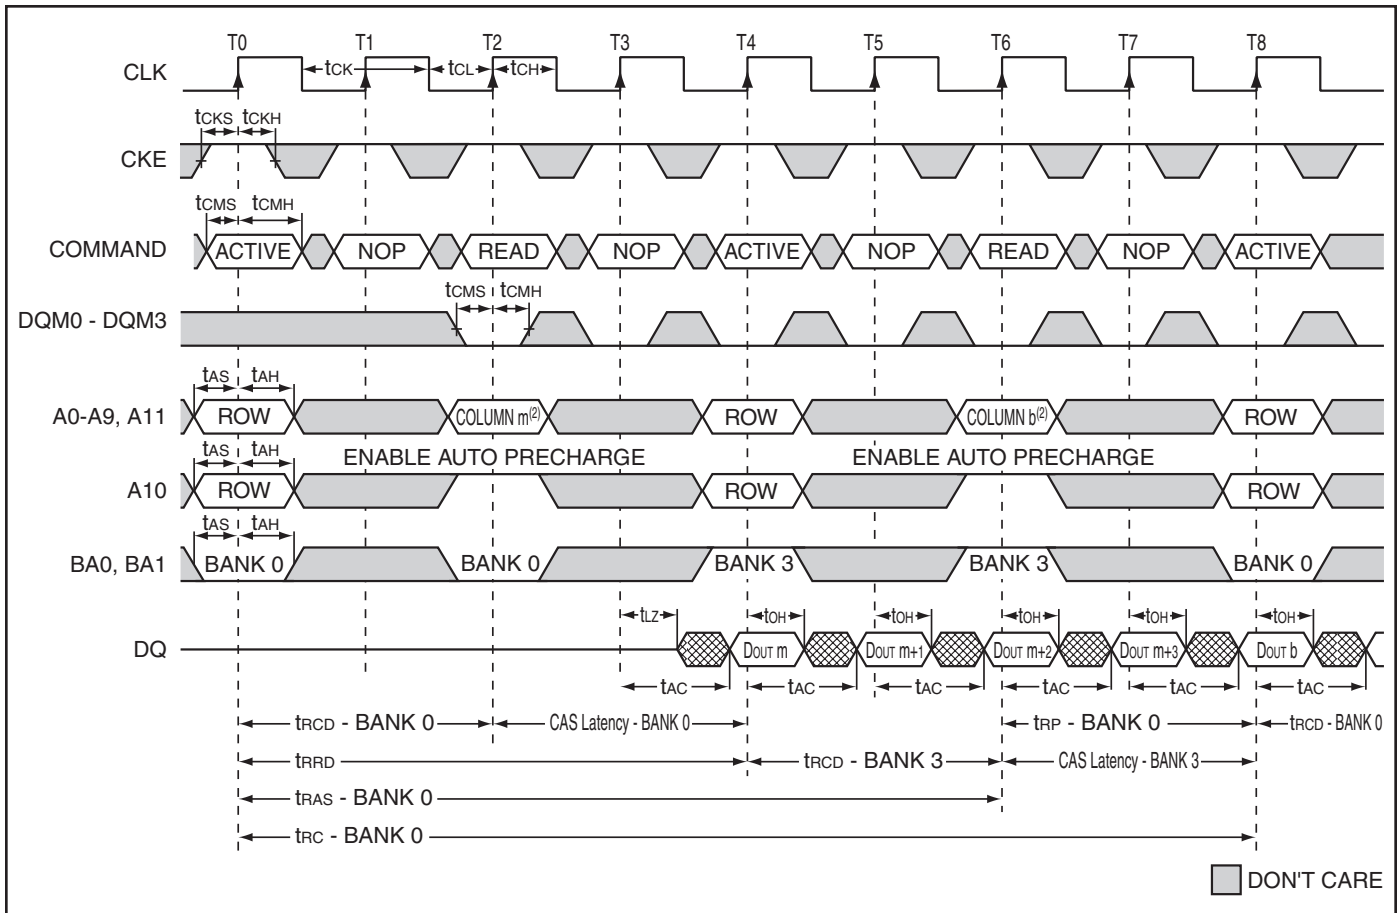 T0 T1 T2 T3 T4 T5 T6 T7 T8
CLK tCK tCL tCH
tCKS tCKH
CKE
tCMS tCMH
COMMAND ACTIVE NOP READ NOP ACTIVE NOP READ NOP ACTIVE
tCMS tCMH
DQM0 - DQM3
tAS tAH
A0-A9, A11 ROW COLUMN m(2) ROW COLUMN b(2) ROW
tAS tAH ENABLE AUTO PRECHARGE ENABLE AUTO PRECHARGE
A10 ROW ROW ROW
tAS tAH
BA0, BA1 BANK 0 BANK 0 BANK 3 BANK 3 BANK 0
tLZ tOH tOH tOH tOH tOH
DQ DOUT m DOUT m+1 DOUT m+2 DOUT m+3 DOUT b
tAC tAC tAC tAC tAC tAC
tRCD - BANK 0 CAS Latency - BANK 0 tRP - BANK 0 tRCD - BANK 0
tRRD tRCD - BANK 3 CAS Latency - BANK 3
tRAS - BANK 0
tRC - BANK 0
DON'T CARE